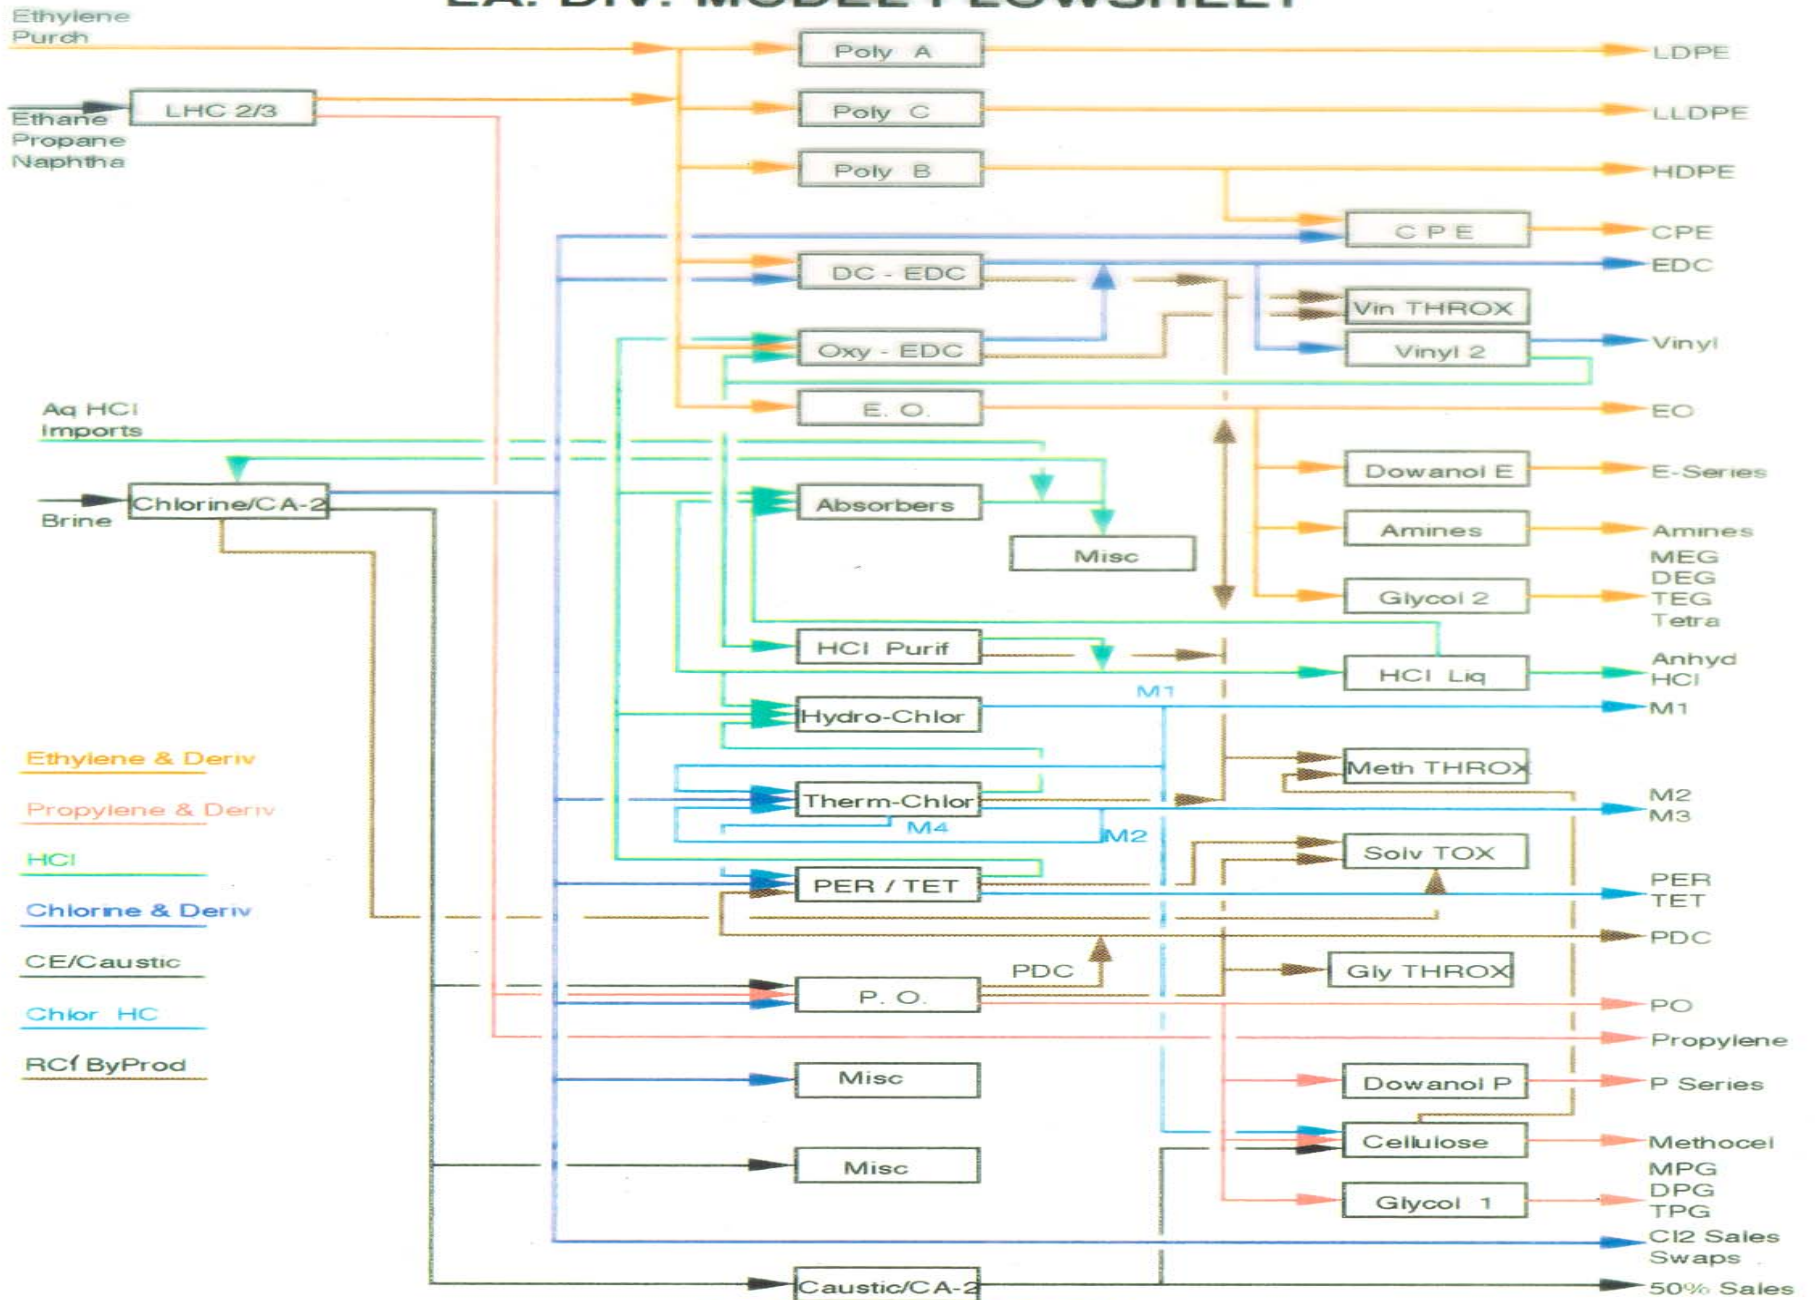 LA. DIV. MODEL FLOWSHEET
Ethylene
Purch
Poly A
LDPE
LHC 2/3
Ethane
Propane
Naphtha
Poly C
LLDPE
Poly B
HDPE
C P E
CPE
DC - EDC
EDC
Vin THROX
Oxy - EDC
Vinyl 2
Vinyl
E. O.
EO
Aq HCl
Imports
Dowanol E
E-Series
Chlorine/CA-2
Brine
Absorbers
Amines
Amines
Misc
MEG
DEG
Glycol 2
TEG
Tetra
HCl Purif
HCl Liq
Anhyd
HCl
M1
Hydro-Chlor
M1
Ethylene & Deriv
Meth THROX
Propylene & Deriv
Therm-Chlor
M2
M3
M4
M2
HCl
Solv TOX
PER / TET
PER
TET
Chlorine & Deriv
PDC
CE/Caustic
PDC
Gly THROX
P. O.
PO
Chlor HC
Propylene
RCl ByProd
Misc
Dowanol P
P Series
Cellulose
Methocel
Misc
MPG
DPG
Glycol 1
TPG
Cl2 Sales
Swaps
Caustic/CA-2
50% Sales